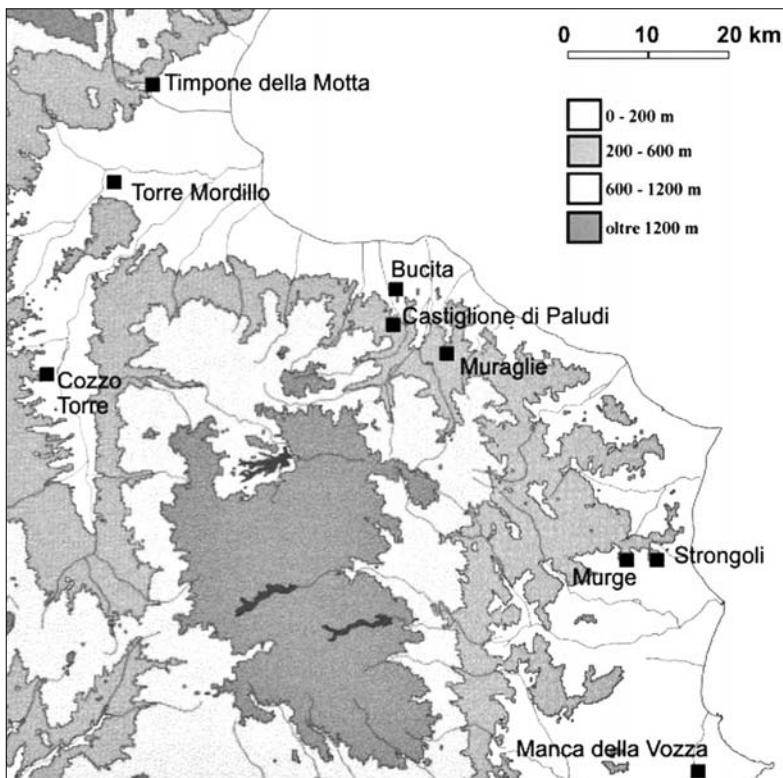 0 10 20 km
Timpone della Motta
0 - 200 m
200 - 600 m
600 - 1200 m
oltre 1200 m
Torre Mordillo
Bucita
Castiglione di Paludi
Muraglie
Cozzo
Torre
Strongoli
Murge
Manca della Vozza